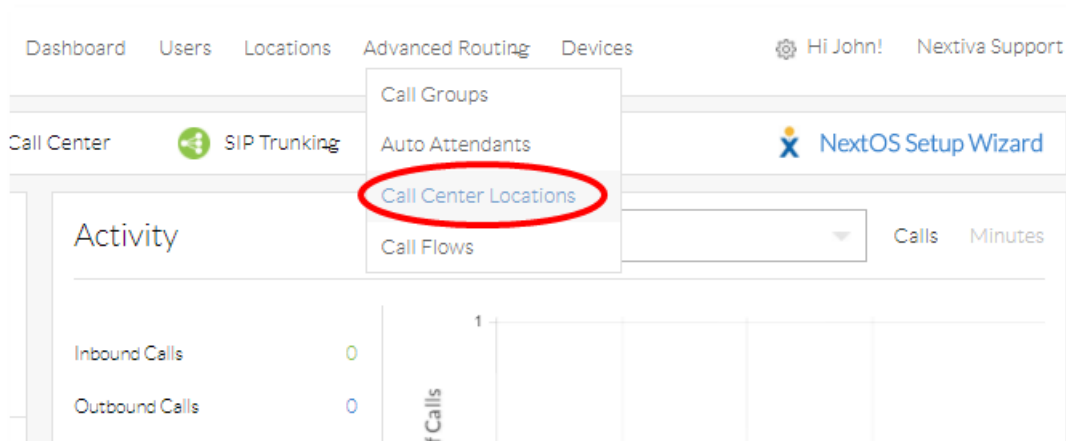 Dashboard Users Locations Advanced Routing Devices Hi John! Nextiva Support
Call Groups
Call Center SIP Trunking Auto Attendants NextOS Setup Wizard
Call Center Locations
Activity Calls Minutes
Call Flows
1
Inbound Calls 0
Outbound Calls 0
Calls